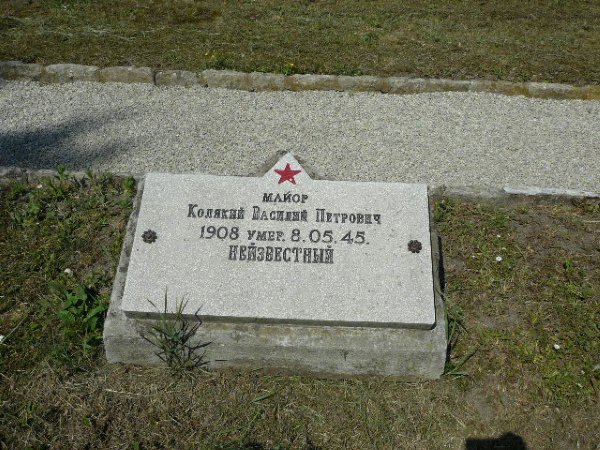 МАЙОР
Колякий Василий Петрович
1908 УМЕР. 8.05.45.
НЕИЗВЕСТНЫЙ